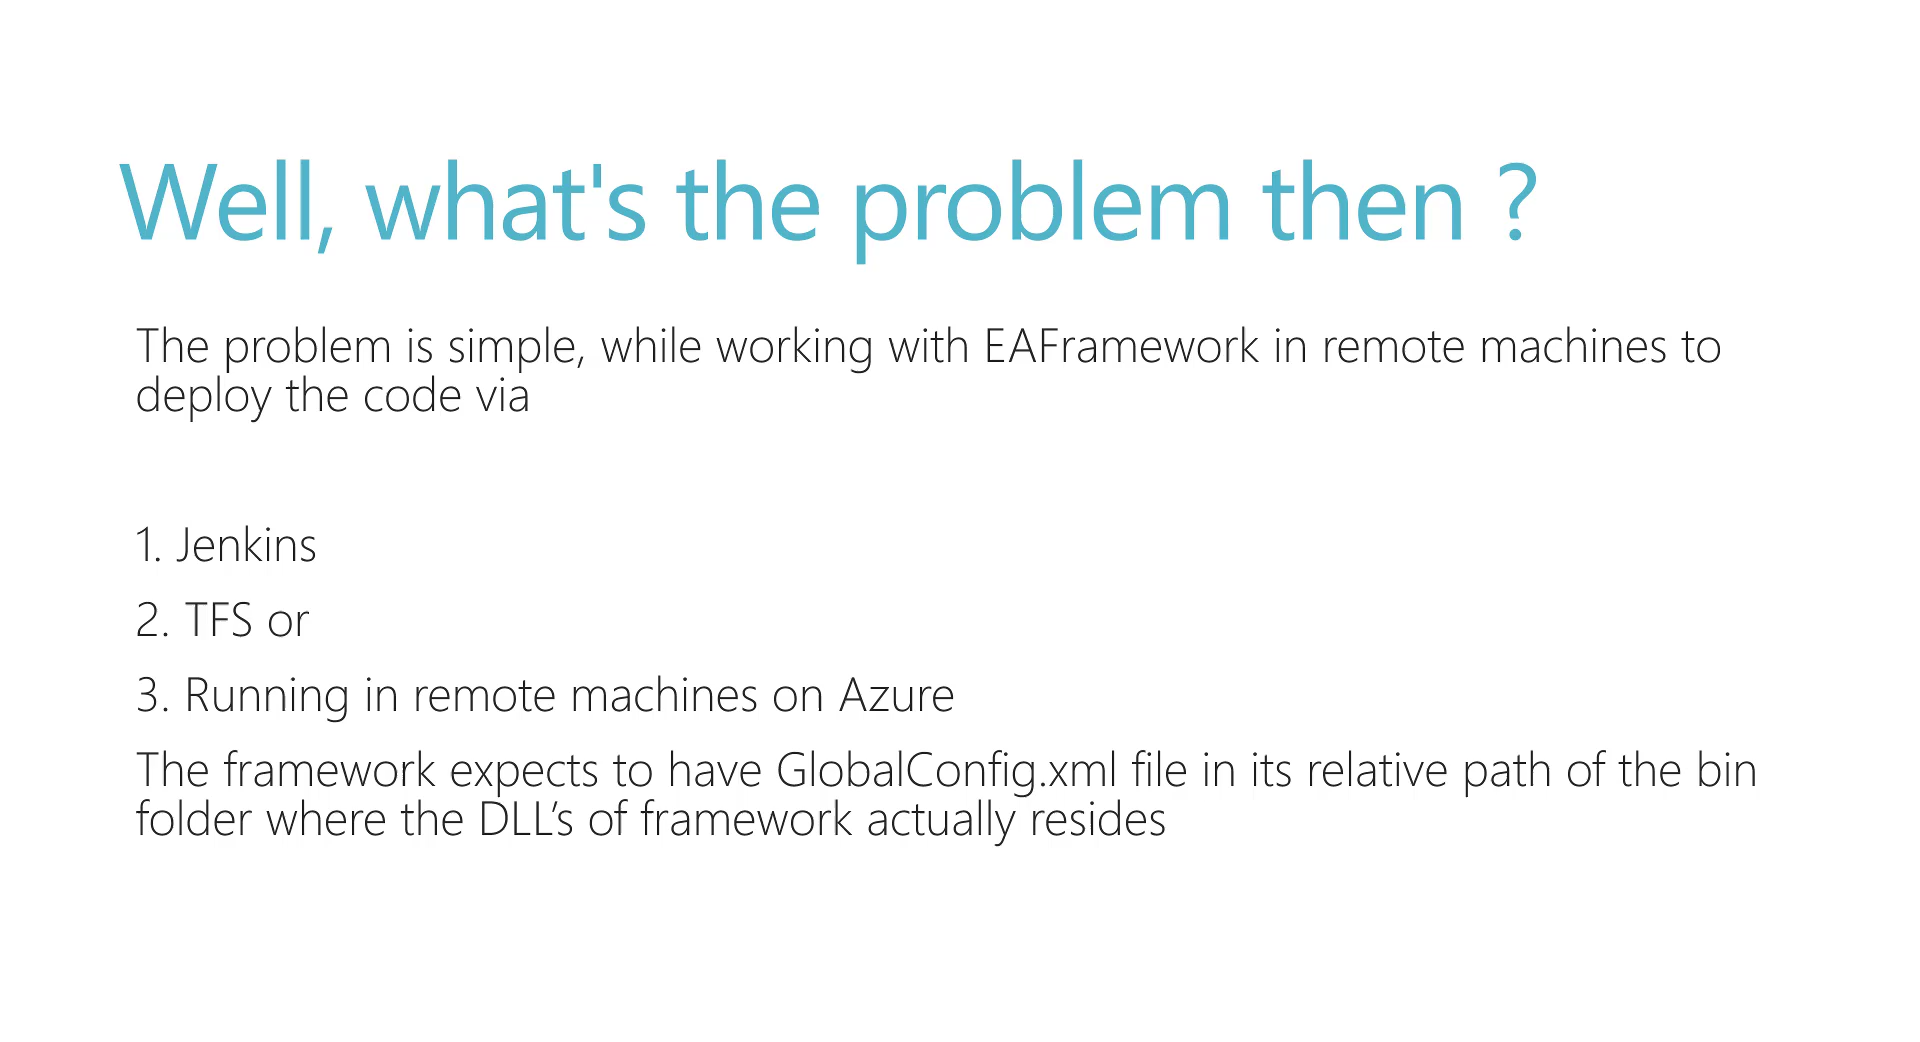 Well, what's the problem then ?
The problem is simple, while working with EAFramework in remote machines to
deploy the code via
1. Jenkins
2. TFS or
3. Running in remote machines on Azure
The framework expects to have GlobalConfig.xml file in its relative path of the bin
folder where the DLL’s of framework actually resides